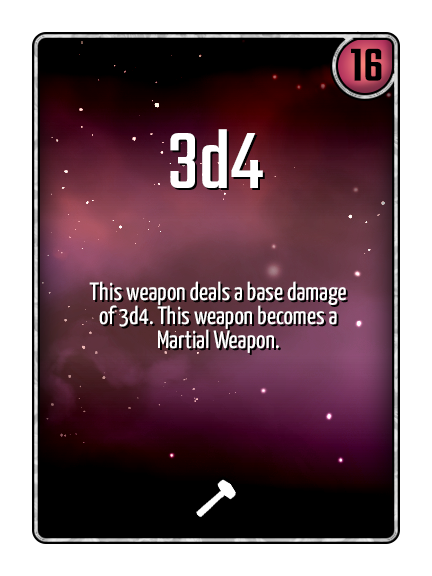 16
3d4
This weapon deals a base damage
of 3d4. This weapon becomes a
Martial Weapon.